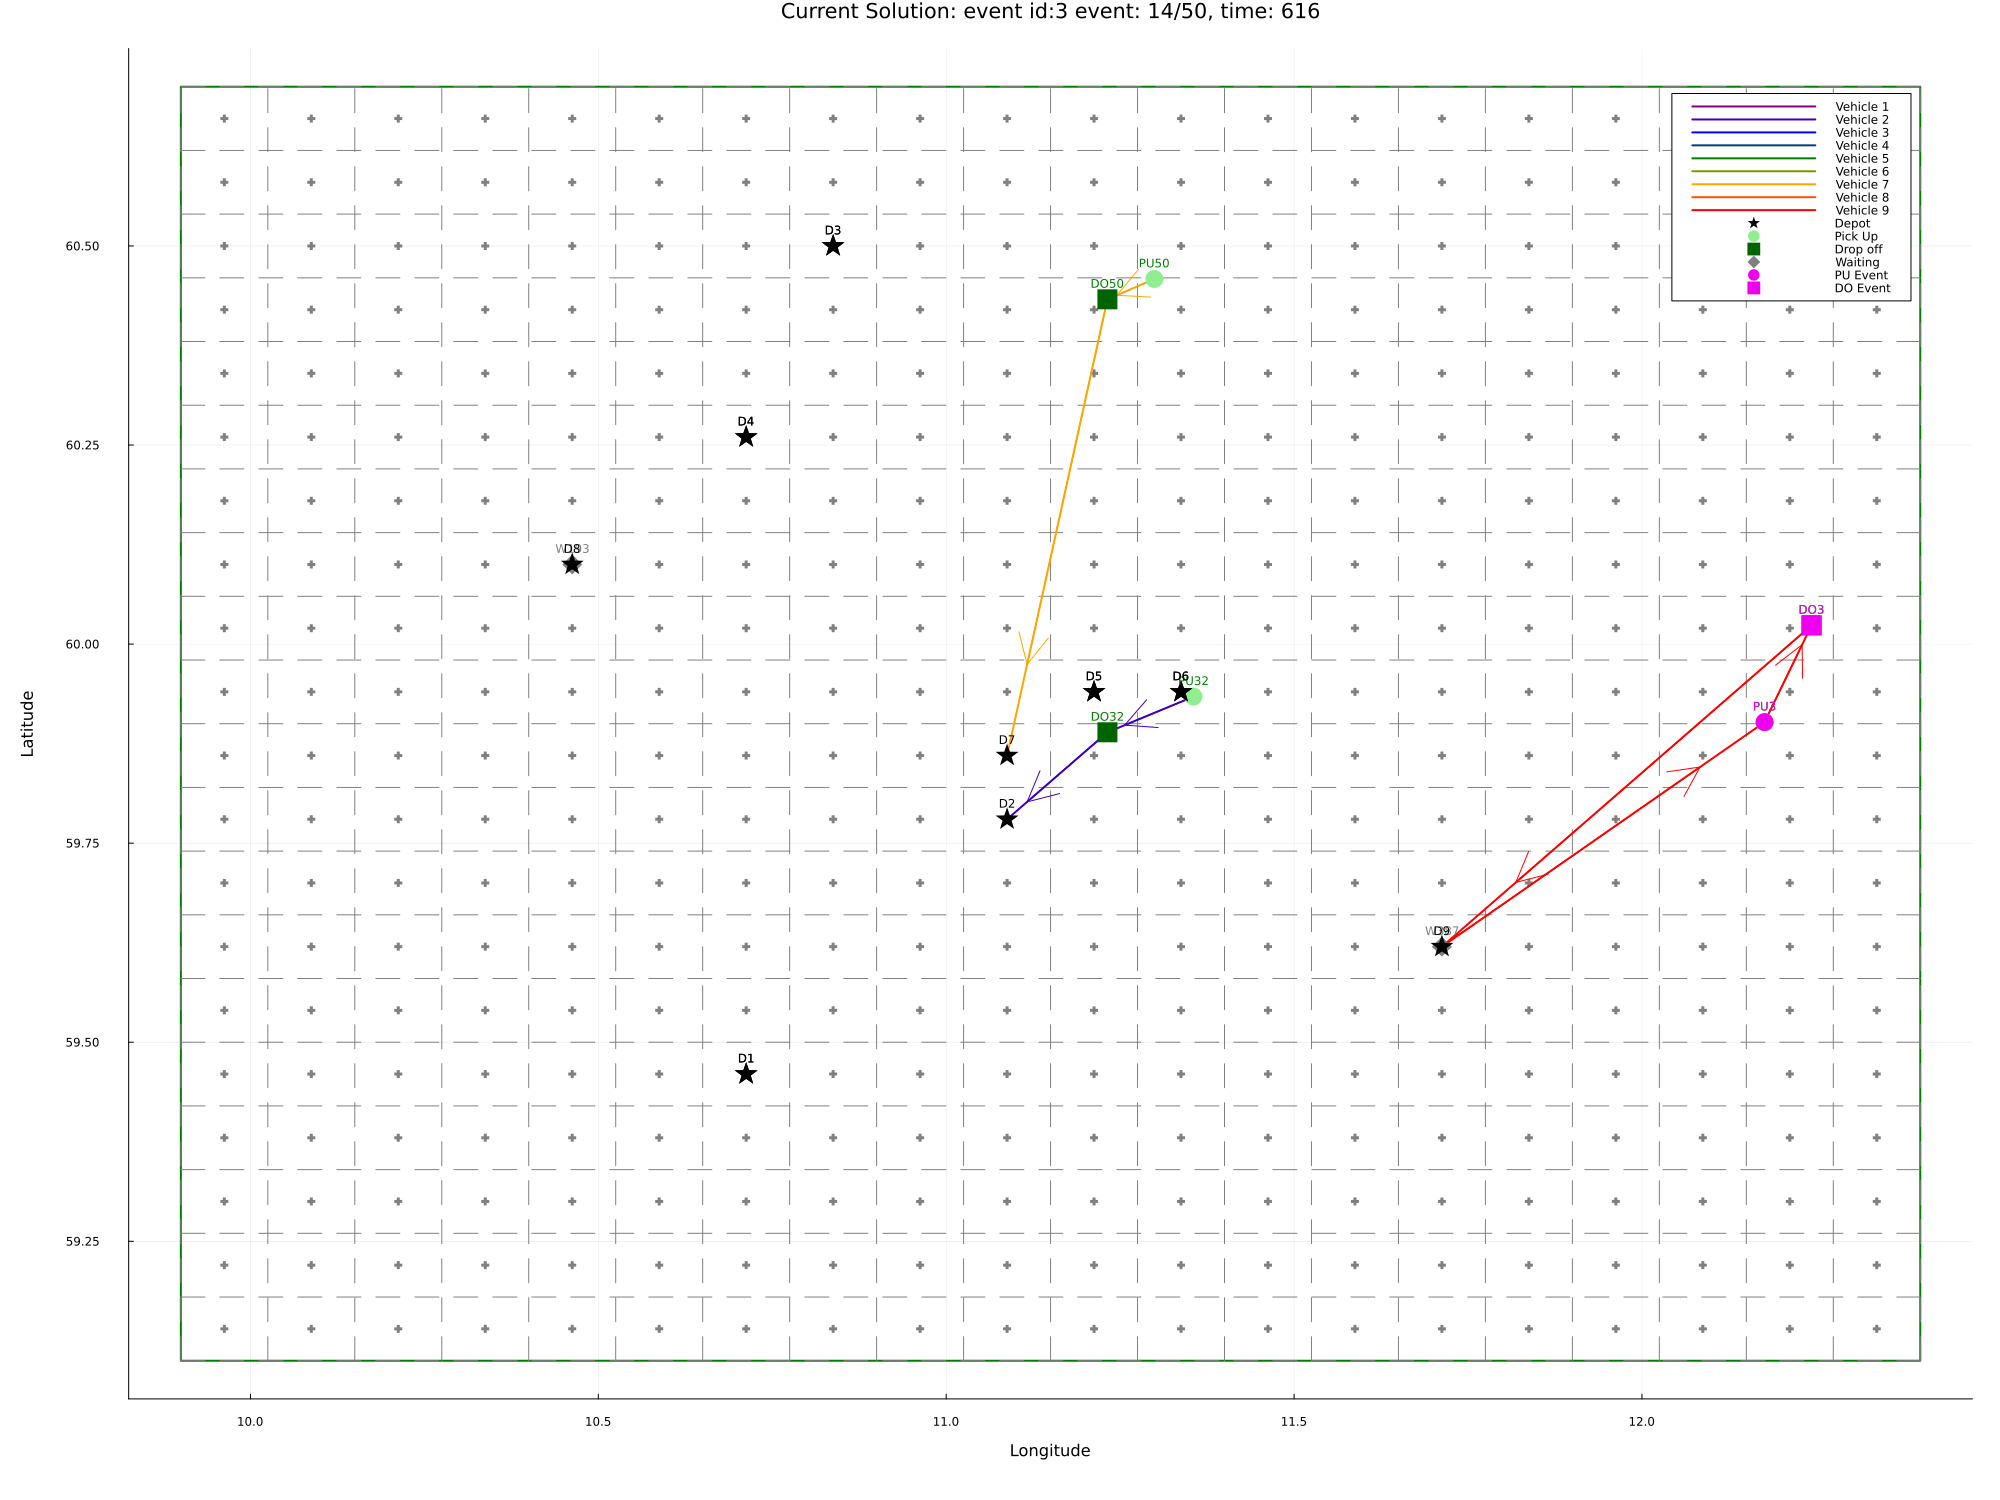 Current Solution: event id:3 event: 14/50, time: 616
Vehicle 1
Vehicle 2
Vehicle 3
Vehicle 4
Vehicle 5
Vehicle 6
Vehicle 7
Vehicle 8
Vehicle 9
Depot
Pick Up
Drop off
Waiting
PU Event
DO Event
D3
60.50
PU50
DO50
D4
60.25
D8
DO3
60.00
D5
D6
PU3
DO32
D7
D2
59.75
D9
59.50
D1
59.25
Latitude
10.0
10.5
11.0
11.5
12.0
Longitude